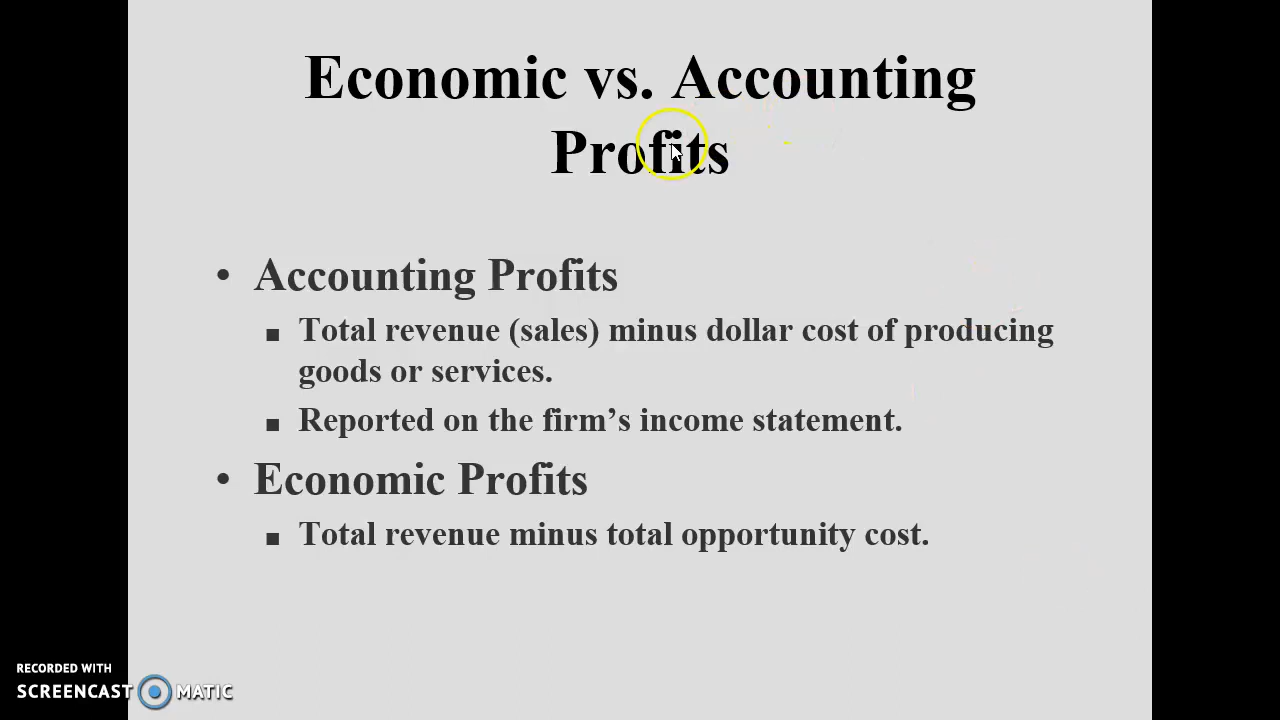 Economic vs. Accounting
Profits
• Accounting Profits
■ Total revenue (sales) minus dollar cost of producing
goods or services.
■ Reported on the firm’s income statement.
• Economic Profits
■ Total revenue minus total opportunity cost.
RECORDED WITH
SCREENCAST MATIC